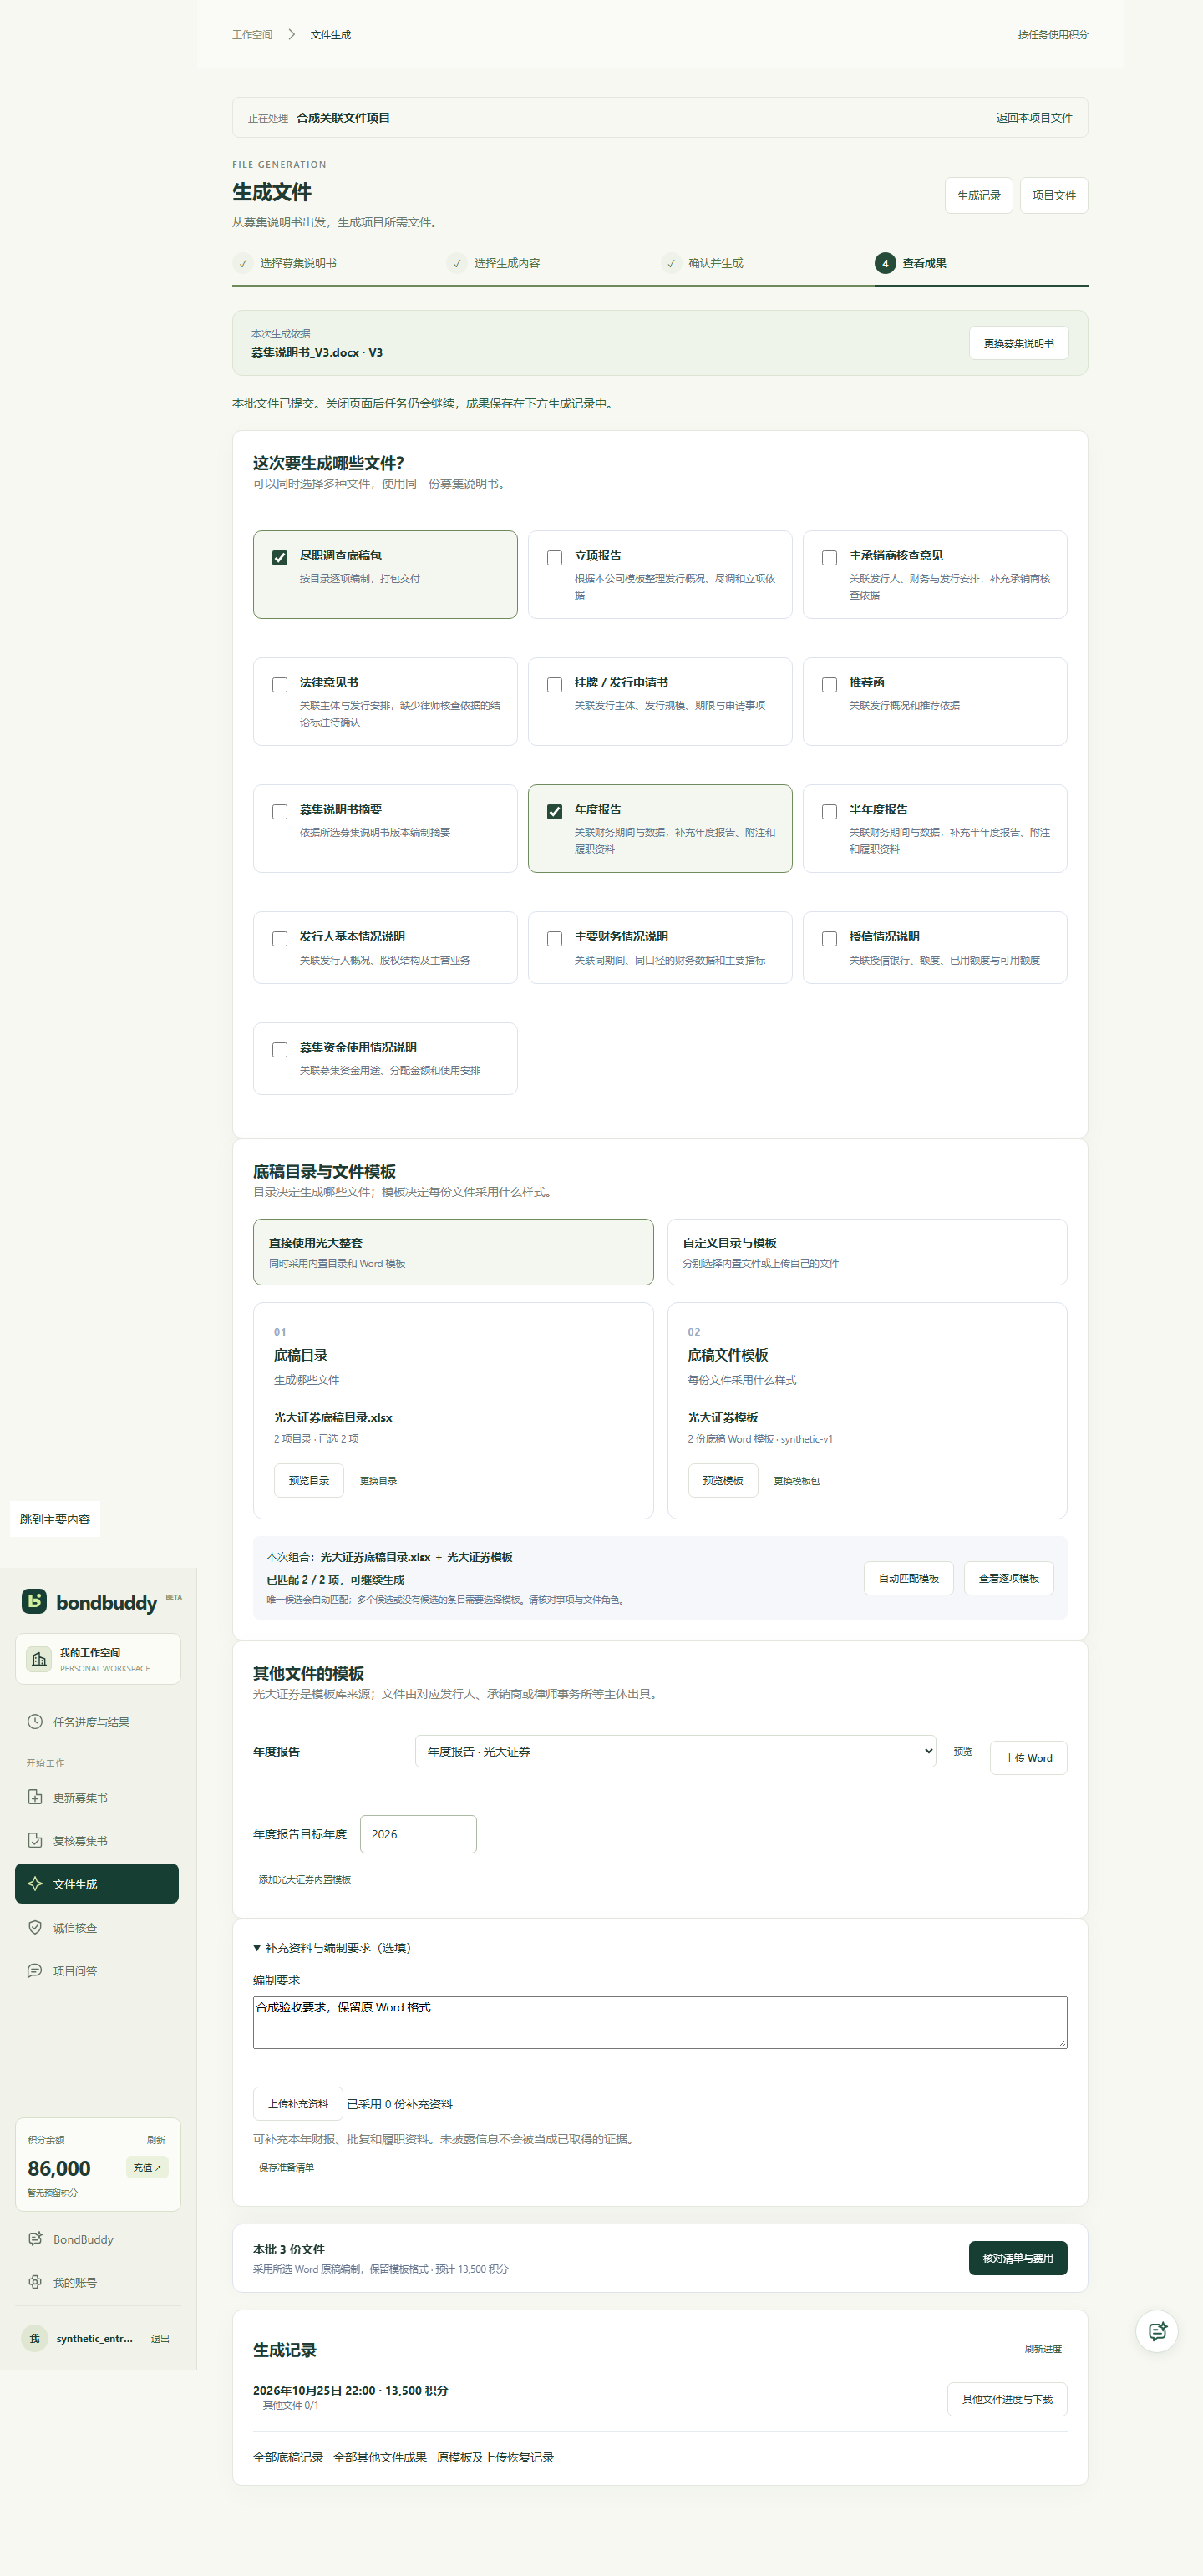 工作空间 > 文件生成
按任务使用积分
正在处理 合成关联文件项目
返回本项目文件
FILE GENERATION
生成文件
从募集说明书出发，生成项目所需文件。
生成记录
项目文件
✓ 选择募集说明书
✓ 选择生成内容
✓ 确认并生成
4 查看成果
本次生成依据
募集说明书_V3.docx · V3
更换募集说明书
本批文件已提交。关闭页面后任务仍会继续，成果保存在下方生成记录中。
这次要生成哪些文件？
可以同时选择多种文件，使用同一份募集说明书。
尽职调查底稿包
按目录逐项编制，打包交付
立项报告
根据本公司模板整理发行概况、尽调和立项依
据
主承销商核查意见
关联发行人、财务与发行安排，补充承销商核
查依据
法律意见书
关联主体与发行安排，缺少律师核查依据的结
论标注待确认
挂牌 / 发行申请书
关联发行主体、发行规模、期限与申请事项
推荐函
关联发行概况和推荐依据
募集说明书摘要
依据所选募集说明书版本编制摘要
年度报告
关联财务期间与数据，补充年度报告、附注和
履职资料
半年度报告
关联财务期间与数据，补充半年度报告、附注
和履职资料
发行人基本情况说明
关联发行人概况、股权结构及主营业务
主要财务情况说明
关联同期间、同口径的财务数据和主要指标
授信情况说明
关联授信银行、额度、已用额度与可用额度
募集资金使用情况说明
关联募集资金用途、分配金额和使用安排
底稿目录与文件模板
目录决定生成哪些文件；模板决定每份文件采用什么样式。
直接使用光大整套
同时采用内置目录和 Word 模板
自定义目录与模板
分别选择内置文件或上传自己的文件
01
底稿目录
生成哪些文件
光大证券底稿目录.xlsx
2 项目录 · 已选 2 项
预览目录
更换目录
02
底稿文件模板
每份文件采用什么样式
光大证券模板
2 份底稿 Word 模板 · synthetic-v1
预览模板
更换模板包
本次组合：光大证券底稿目录.xlsx + 光大证券模板
已匹配 2 / 2 项，可继续生成
唯一候选会自动匹配；多个候选或没有候选的条目需要选择模板。请核对事项与文件角色。
自动匹配模板
查看逐项模板
其他文件的模板
光大证券是模板库来源；文件由对应发行人、承销商或律师事务所等主体出具。
年度报告
年度报告 · 光大证券
预览
上传 Word
年度报告目标年度
2026
添加光大证券内置模板
▼ 补充资料与编制要求（选填）
编制要求
合成验收要求，保留原 Word 格式
上传补充资料
已采用 0 份补充资料
可补充本年财报、批复和履职资料。未披露信息不会被当成已取得的证据。
保存准备清单
本批 3 份文件
采用所选 Word 原稿编制，保留模板格式 · 预计 13,500 积分
核对清单与费用
生成记录
刷新进度
2026年10月25日 22:00 · 13,500 积分
其他文件 0/1
其他文件进度与下载
全部底稿记录 全部其他文件成果 原模板及上传恢复记录
跳到主要内容
bondbuddy BETA
我的工作空间
PERSONAL WORKSPACE
任务进度与结果
开始工作
更新募集书
复核募集书
文件生成
诚信核查
项目问答
积分余额
刷新
86,000
充值 ↗
暂无预留积分
BondBuddy
我的账号
我 synthetic_entr... 退出